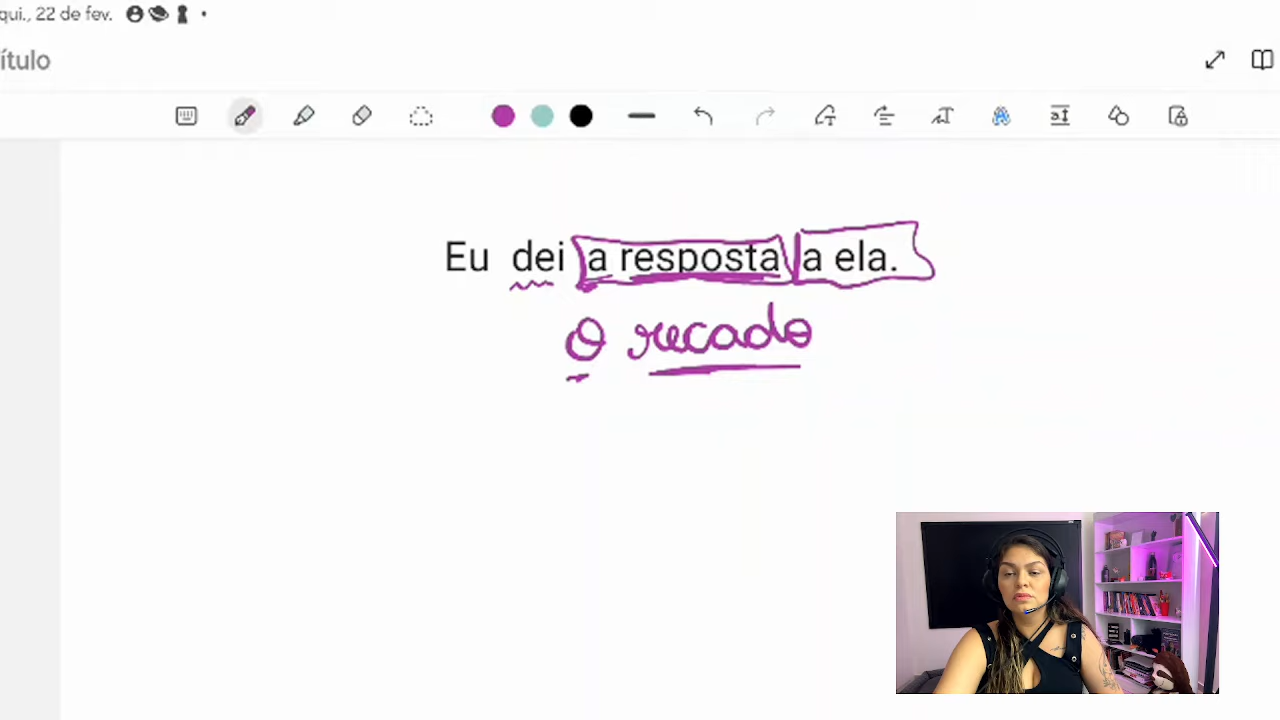 qui., 22 de fev.
ítulo
Eu dei a resposta a ela.
O recado